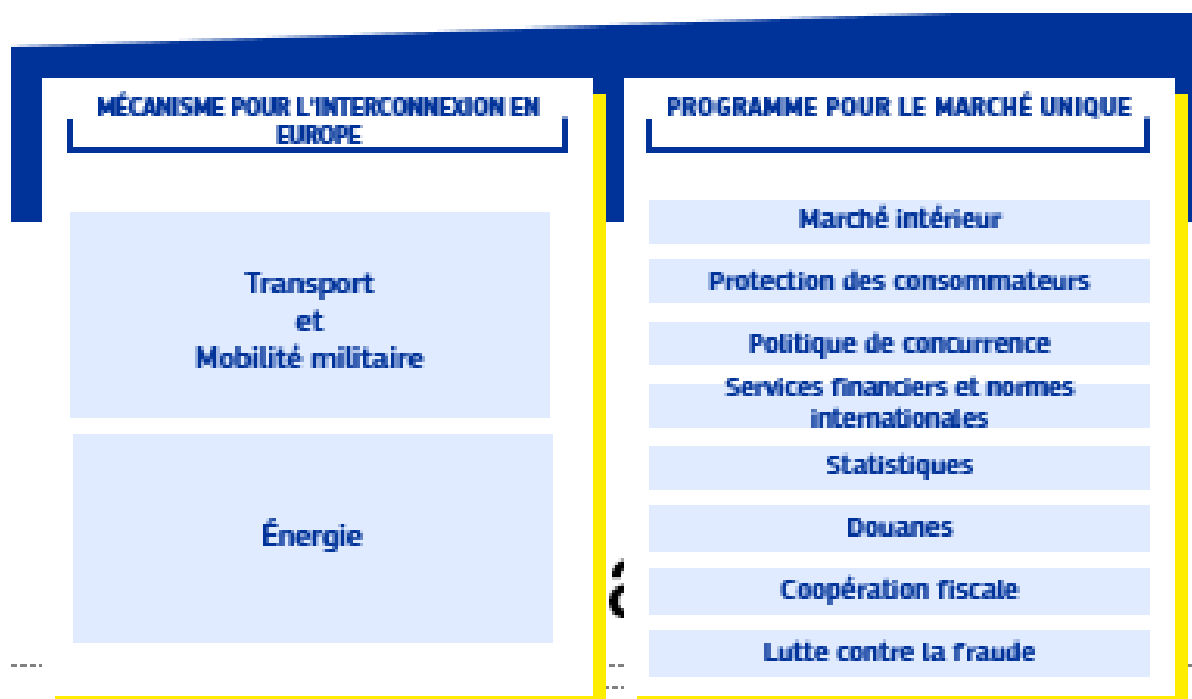 MÉCANISME POUR L'INTERCONNEXION EN
EUROPE
Transport
et
Mobilité militaire
Énergie
PROGRAMME POUR LE MARCHÉ UNIQUE
Marché intérieur
Protection des consommateurs
Politique de concurrence
Services financiers et normes
internationales
Statistiques
Douanes
Coopération fiscale
Lutte contre la fraude